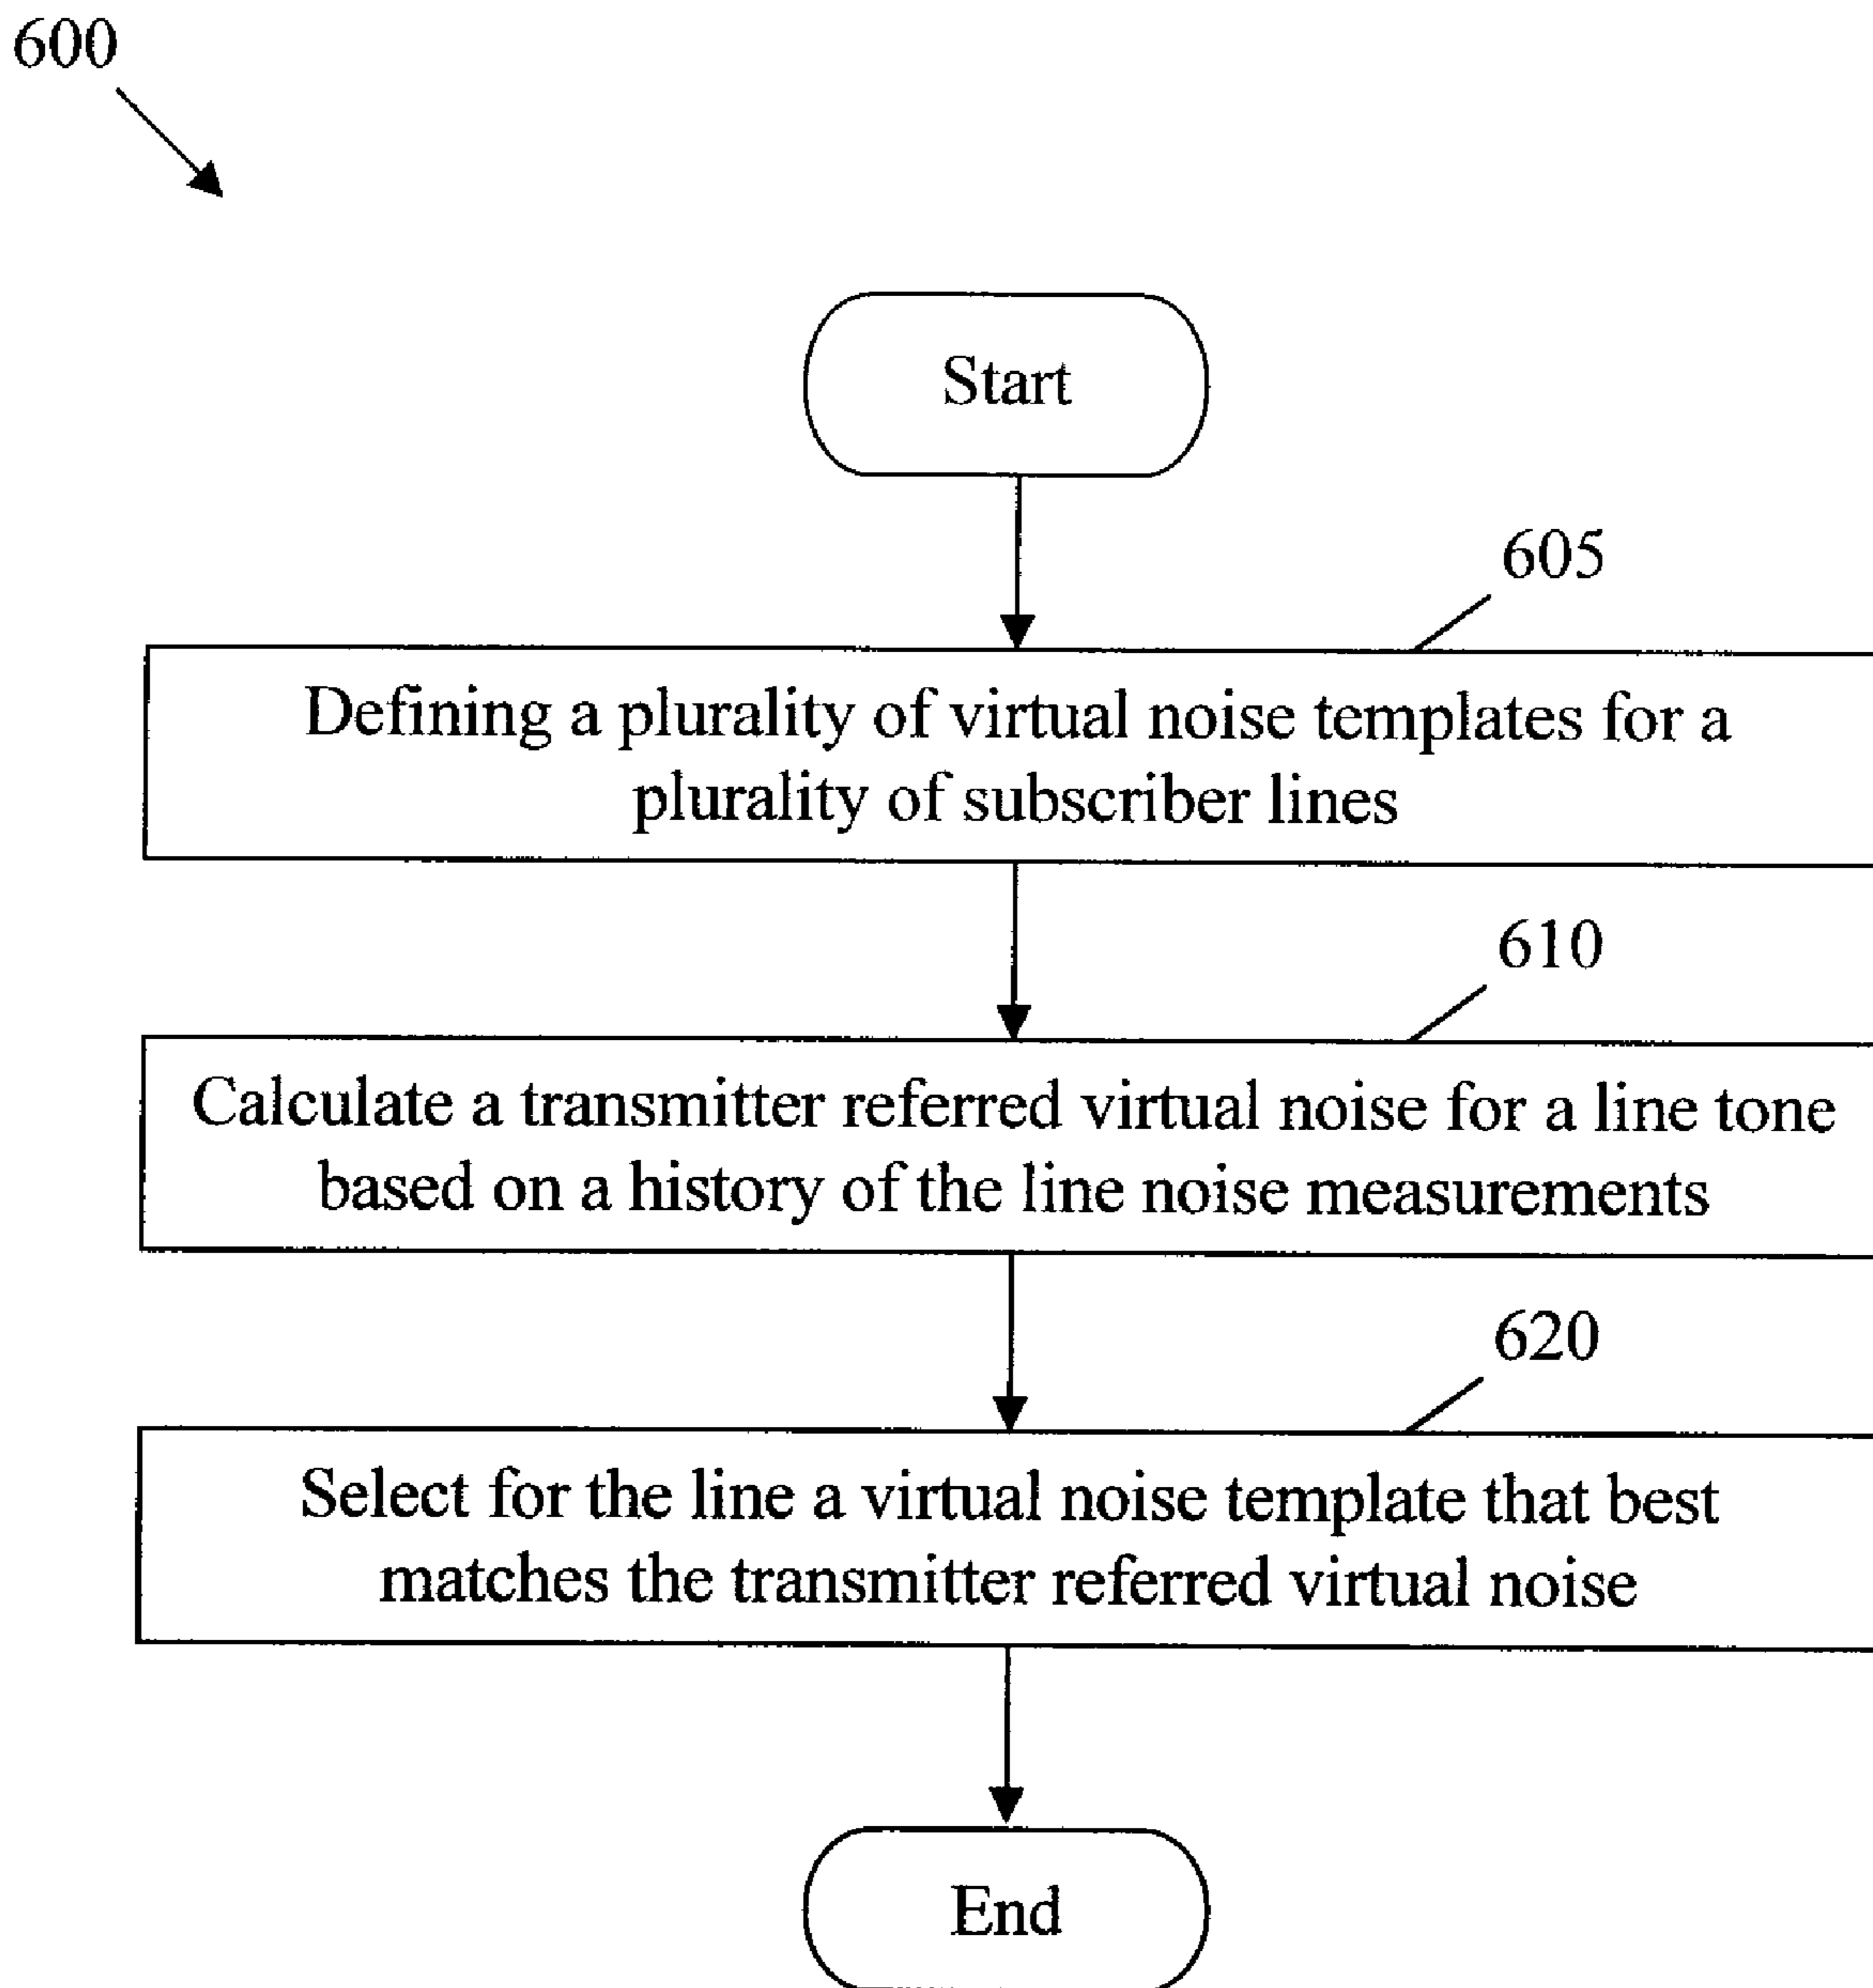 600
Start
605
Defining a plurality of virtual noise templates for a
plurality of subscriber lines
610
Calculate a transmitter referred virtual noise for a line tone
based on a history of the line noise measurements
620
Select for the line a virtual noise template that best
matches the transmitter referred virtual noise
End